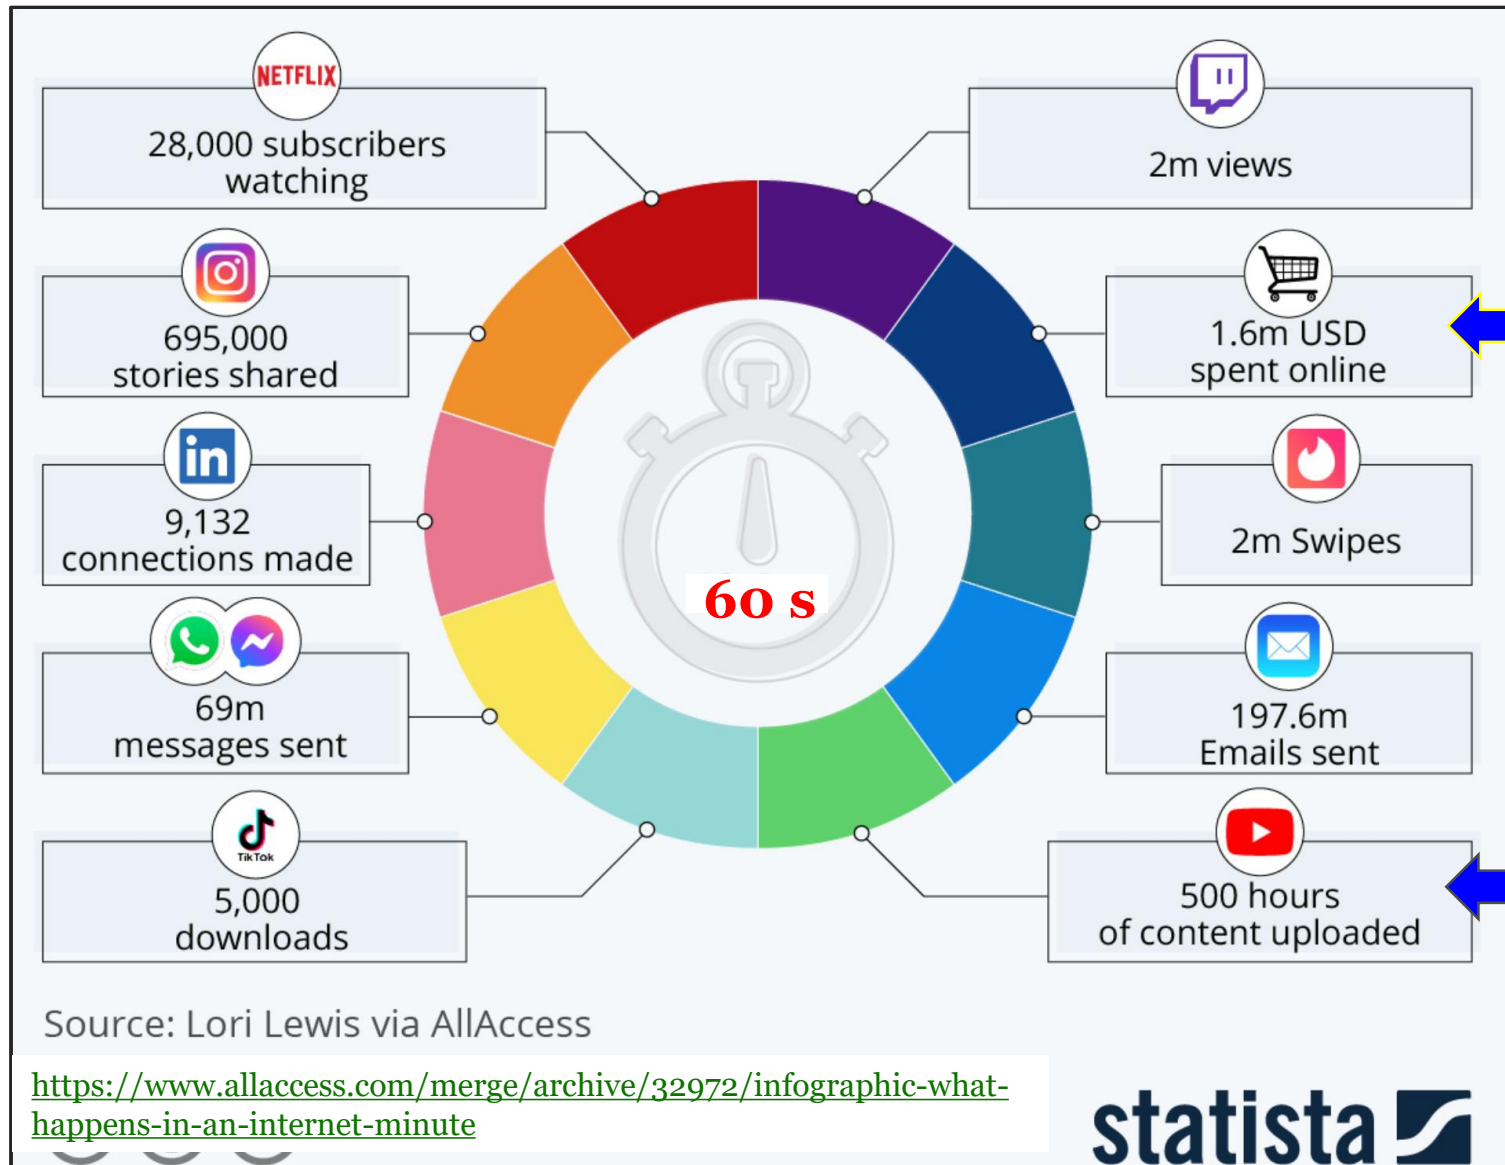 NETFLIX
28,000 subscribers
watching
2m views
695,000
stories shared
1.6m USD
spent online
in
9,132
connections made
2m Swipes
60 s
69m
messages sent
197.6m
Emails sent
TikTok
5,000
downloads
500 hours
of content uploaded
Source: Lori Lewis via AllAccess
https://www.allaccess.com/merge/archive/32972/infographic-what-
happens-in-an-internet-minute
statista